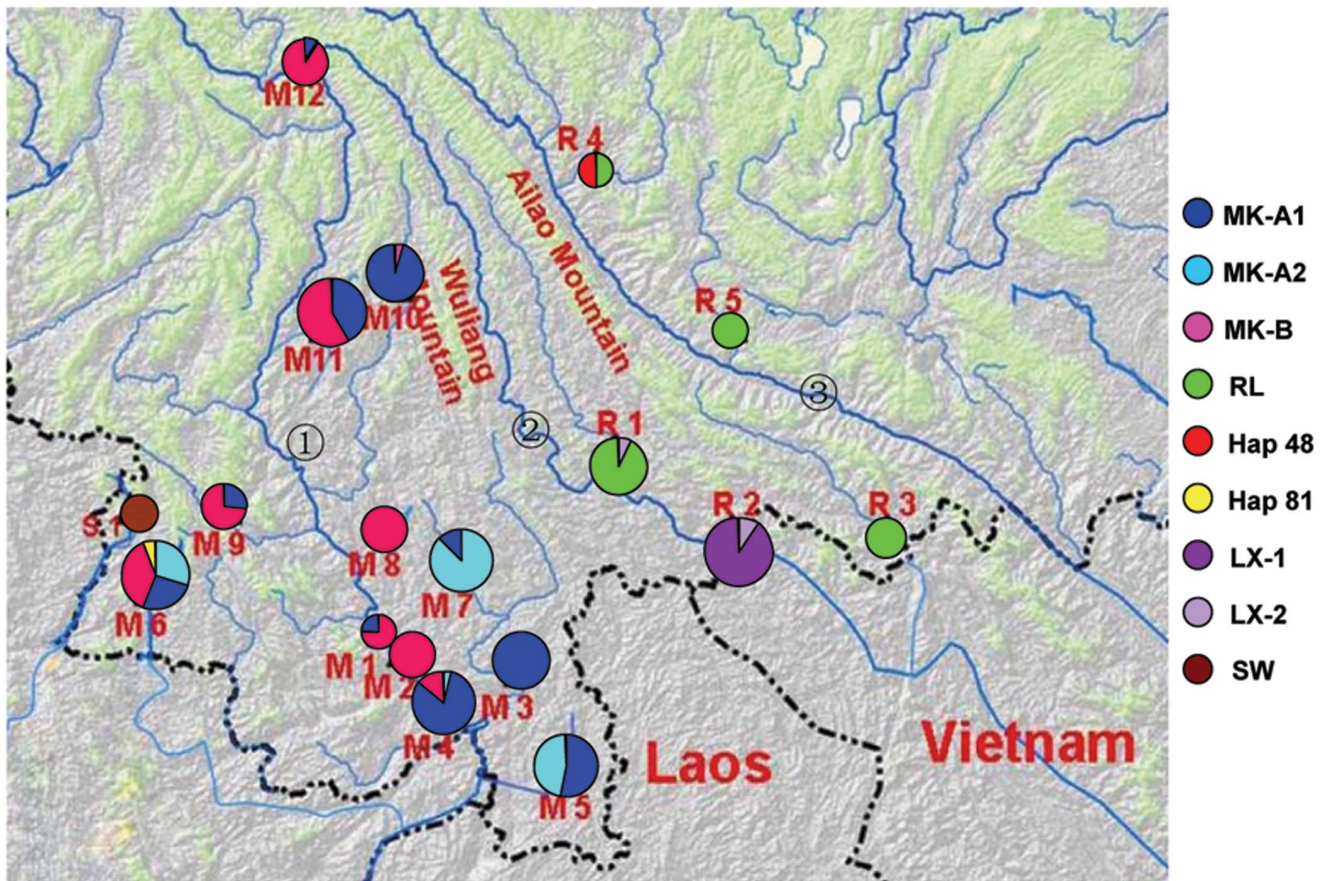 M12
R 4
Ailao Mountain
Wuliang
Mountain
M10
M11
R 5
③
②
①
R 1
R 2
R 3
S 1
M 9
M 8
M 7
M 6
M 1
M 2
M 3
M 4
M 5
Laos
Vietnam
MK-A1
MK-A2
MK-B
RL
Hap 48
Hap 81
LX-1
LX-2
SW